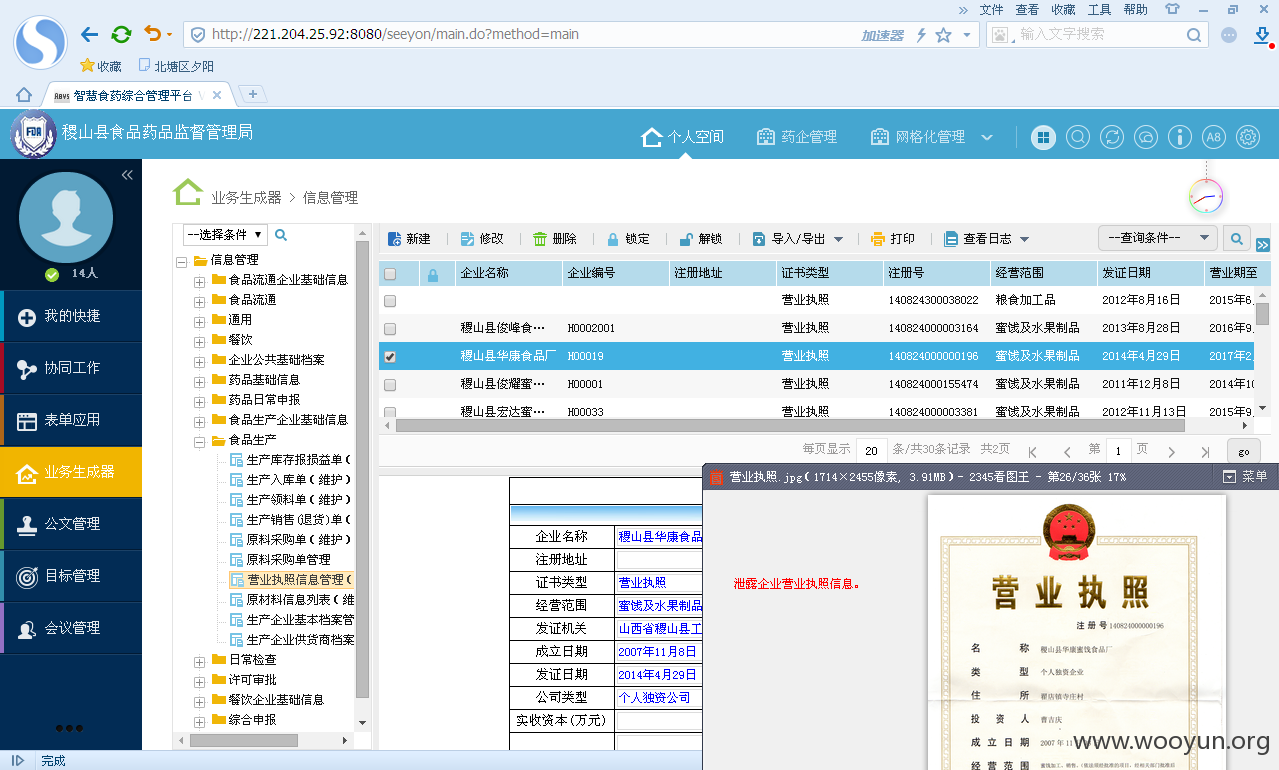 文件 查看 收藏 工具 帮助
http://221.204.25.92:8080/seeyon/main.do?method=main
加速器
输入文字搜索
收藏 北塘区夕阳
智慧食药综合管理平台 V
稷山县食品药品监督管理局
个人空间 药企管理 网格化管理
14人
我的快捷
协同工作
表单应用
业务生成器
公文管理
目标管理
会议管理
业务生成器 > 信息管理
--选择条件
信息管理
食品流通企业基础信息
食品流通
通用
餐饮
企业公共基础档案
药品基础信息
药品日常申报
食品生产企业基础信息
食品生产
生产库存报损益单(
生产入库单(维护)
生产领料单(维护)
生产销售(退货)单(
原料采购单(维护)
原料采购单管理
营业执照信息管理(
原材料信息列表(维
生产企业基本档案管
生产企业供货商档案
日常检查
许可审批
餐饮企业基础信息
综合申报
新建 修改 删除 锁定 解锁 导入/导出 打印 查看日志 --查询条件--
企业名称 企业编号 注册地址 证书类型 注册号 经营范围 发证日期 营业期至
营业执照 140824300038022 粮食加工品 2012年8月16日 2015年6.
稷山县俊峰食… H0002001 营业执照 140824000003164 蜜饯及水果制品 2013年8月28日 2016年9.
稷山县华康食品厂 H00019 营业执照 140824000000196 蜜饯及水果制品 2014年4月29日 2017年2.
稷山县俊耀蜜… H0001 营业执照 140824000155474 蜜饯及水果制品 2011年12月8日 2014年10
稷山县宏达蜜… H00033 营业执照 140824000003381 蜜饯及水果制品 2012年11月13日 2015年9.
每页显示 20 条/共30条记录 共2页 第 1 页 go
企业名称 稷山县华康食品
注册地址
证书类型 营业执照
经营范围 蜜饯及水果制品
发证机关 山西省稷山县工
成立日期 2007年11月8日
发证日期 2014年4月29日
公司类型 个人独资公司
实收资本(万元)
营业执照.jpg(1714×2455像素, 3.91MB)- 2345看图王 - 第26/36张 17% 菜单
泄露企业营业执照信息。
营业执照
注册号 140824000000196
名称 稷山县华康蜜饯食品厂
类型 个人独资企业
住所 翟店镇寺庄村
投资人 曹吉庆
成立日期 2007 年 11
经营范围
www.wooyun.org
完成